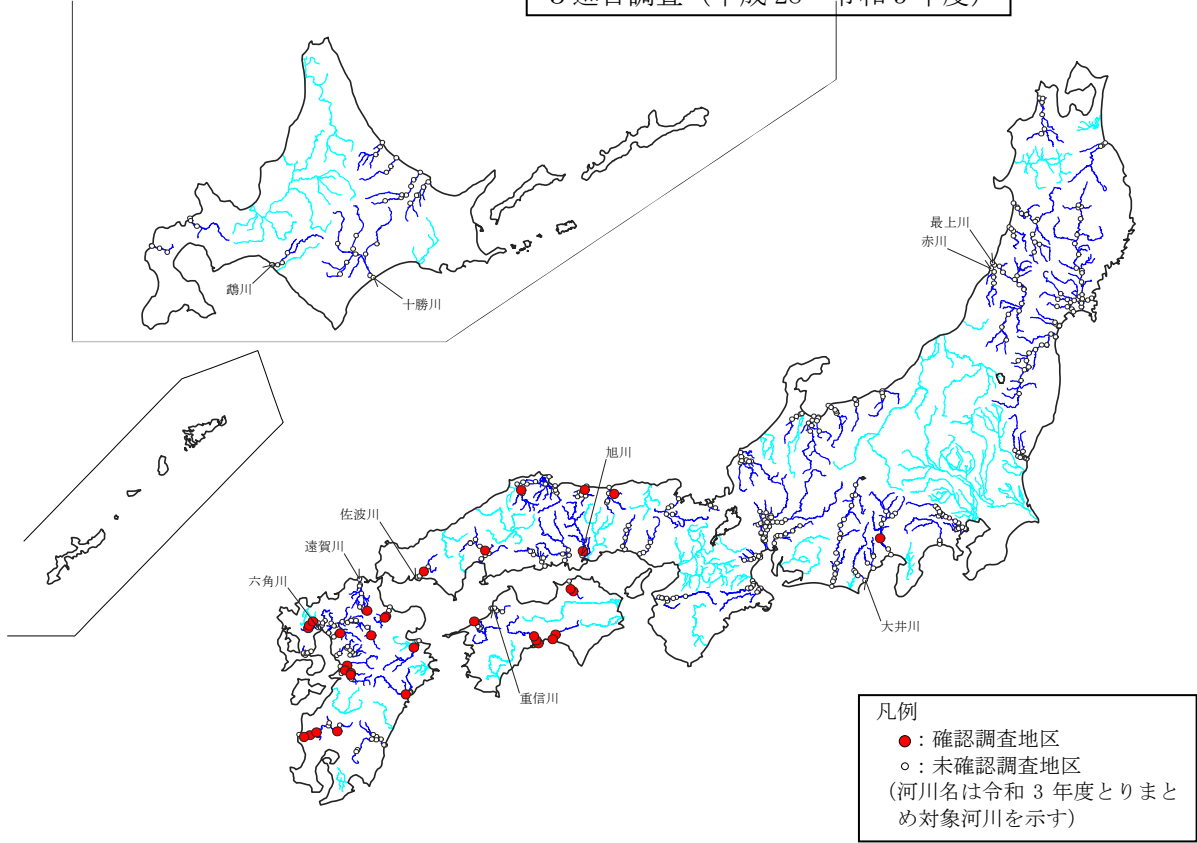 鵡川
十勝川
最上川
赤川
旭川
佐波川
遠賀川
六角川
大井川
重信川
凡例
：確認調査地区
：未確認調査地区
(河川名は令和 3 年度とりまと
め対象河川を示す)